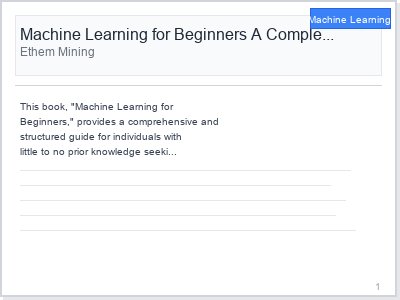 Machine Learning
Machine Learning for Beginners A Comple...
Ethem Mining
This book, "Machine Learning for
Beginners," provides a comprehensive and
structured guide for individuals with
little to no prior knowledge seeki...
1